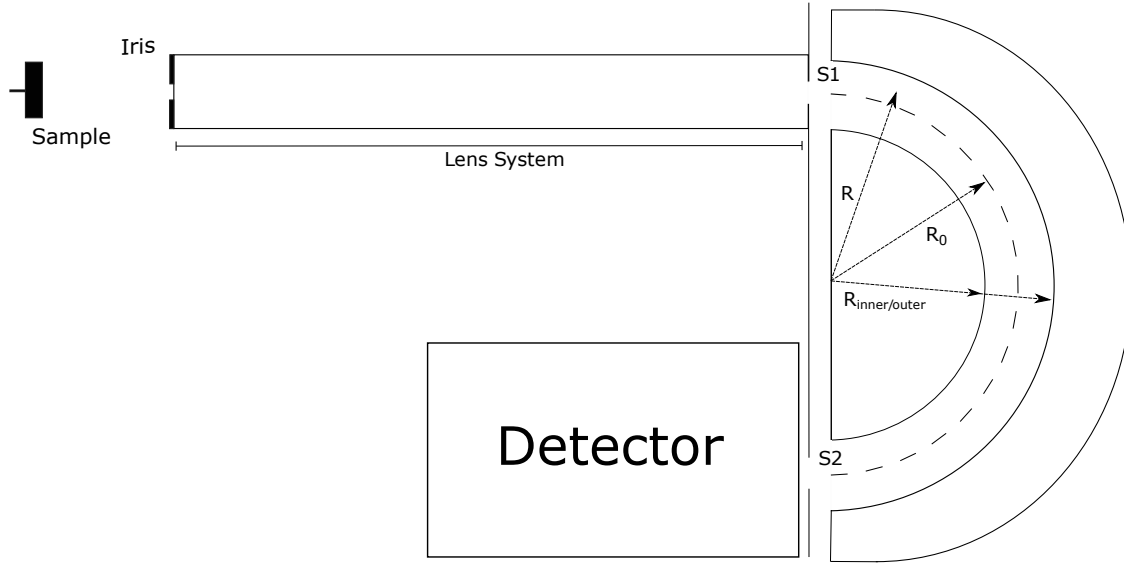 Iris
S1
Sample
Lens System
R
R0
Rinner/outer
Detector
S2